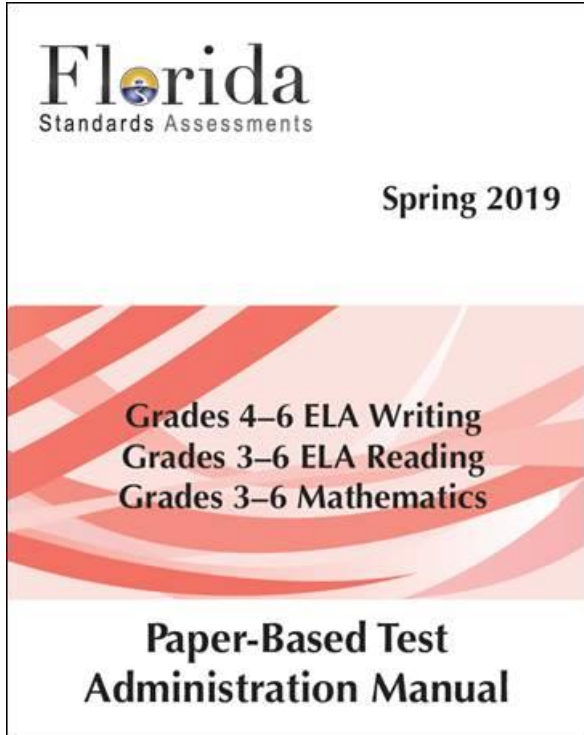 Florida
Standards Assessments
Spring 2019
Grades 4–6 ELA Writing
Grades 3–6 ELA Reading
Grades 3–6 Mathematics
Paper-Based Test
Administration Manual